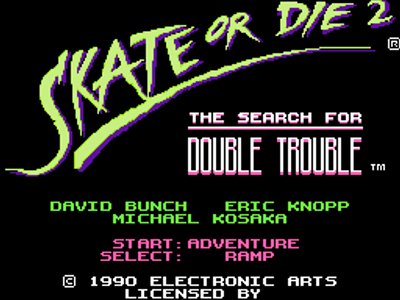 SKATE OR DIE 2 ®
THE SEARCH FOR
DOUBLE TROUBLE ™
DAVID BUNCH ERIC KNOPP
MICHAEL KOSAKA
START: ADVENTURE
SELECT: RAMP
© 1990 ELECTRONIC ARTS
LICENSED BY